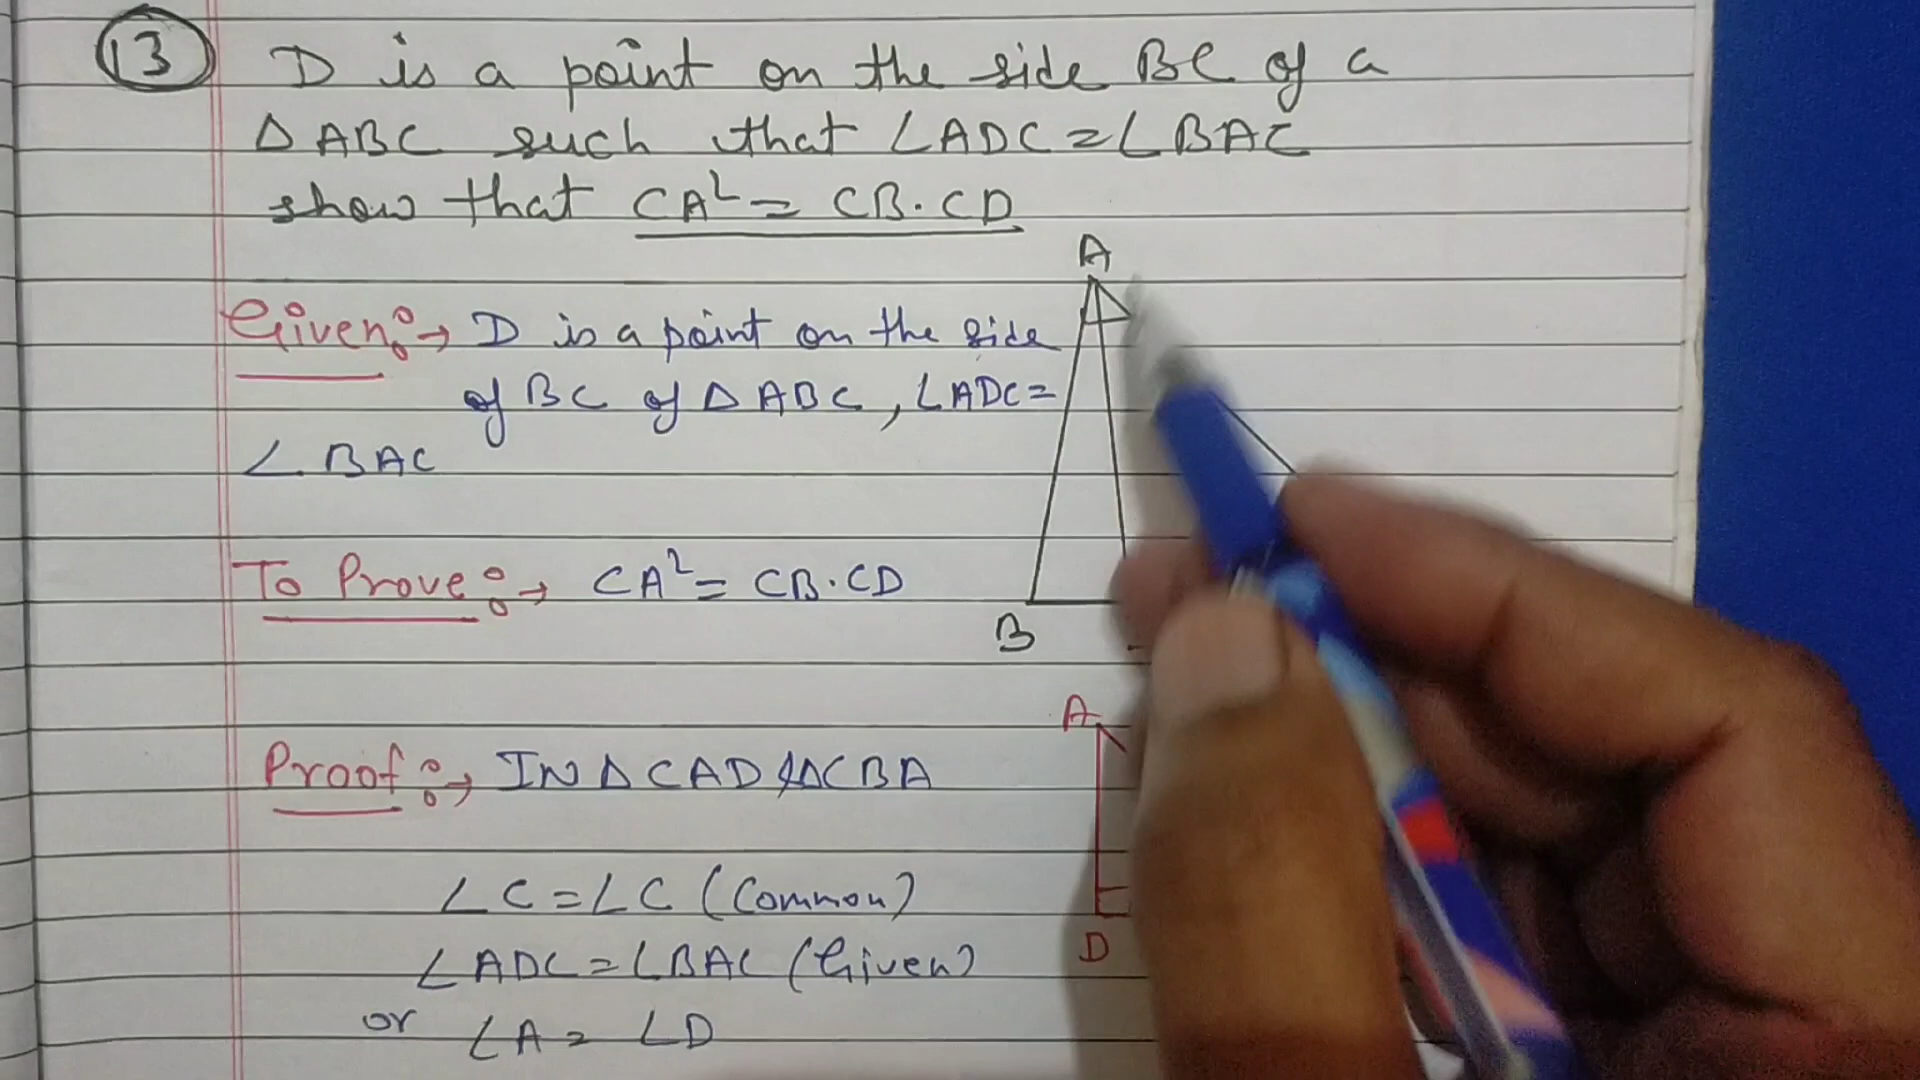 13 D is a point on the side BC of a
△ABC such that ∠ADC=∠BAC
show that CA²= CB.CD
A
Given:→ D is a point on the side
of BC of △ABC, ∠ADC=
∠BAC
To Prove:→ CA²= CB.CD
B
A
Proof:→ IN△CAD & △CBA
∠C=∠C (Common)
D
∠ADC=∠BAC (Given)
or ∠A= ∠D